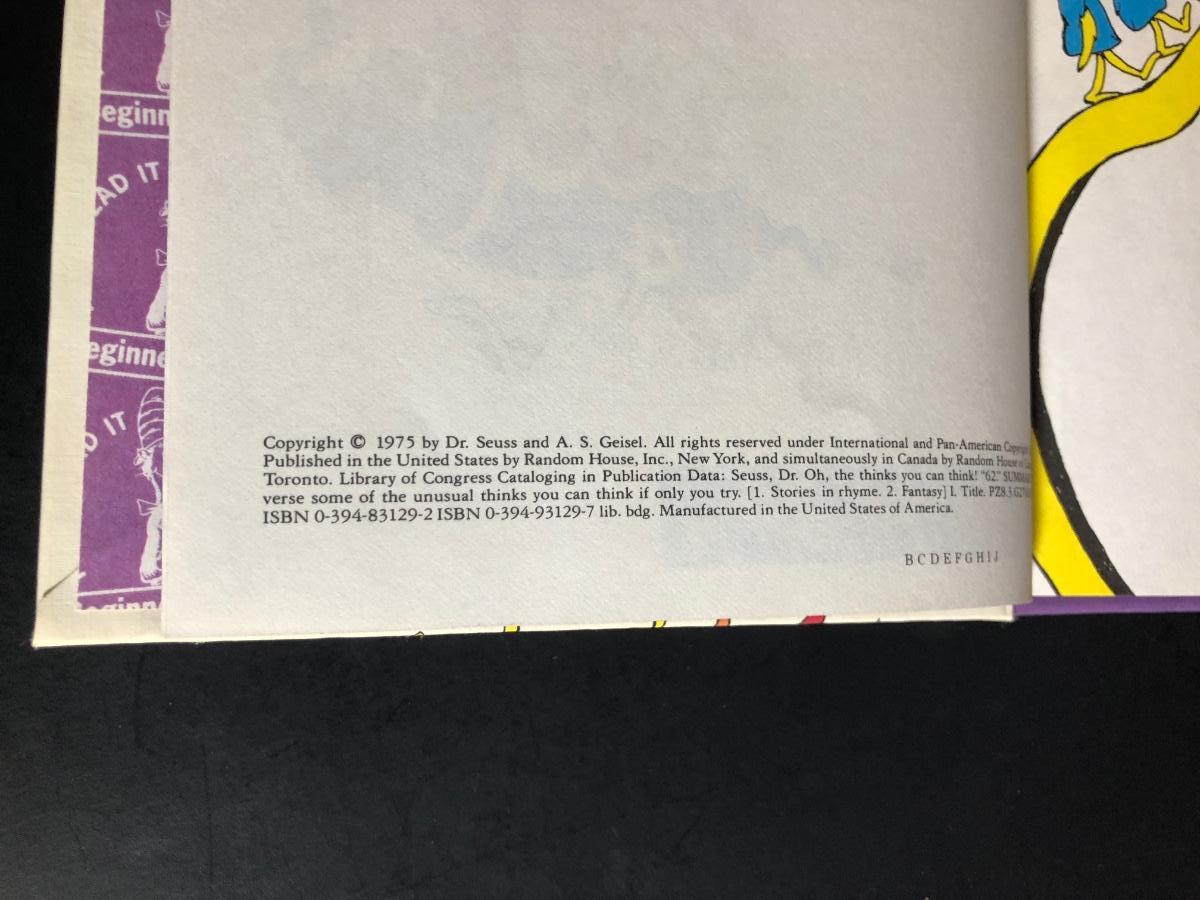 eginn
EAD IT
eginne
D IT
Beginn
Copyright © 1975 by Dr. Seuss and A. S. Geisel. All rights reserved under International and Pan-American
Published in the United States by Random House, Inc., New York, and simultaneously in Canada by Random House
Toronto. Library of Congress Cataloging in Publication Data: Seuss, Dr. Oh, the thinks you can think! "62."
verse some of the unusual thinks you can think if only you try. [1. Stories in rhyme. 2. Fantasy] I. Title.
ISBN 0-394-83129-2 ISBN 0-394-93129-7 lib. bdg. Manufactured in the United States of America.
B C D E F G H I J